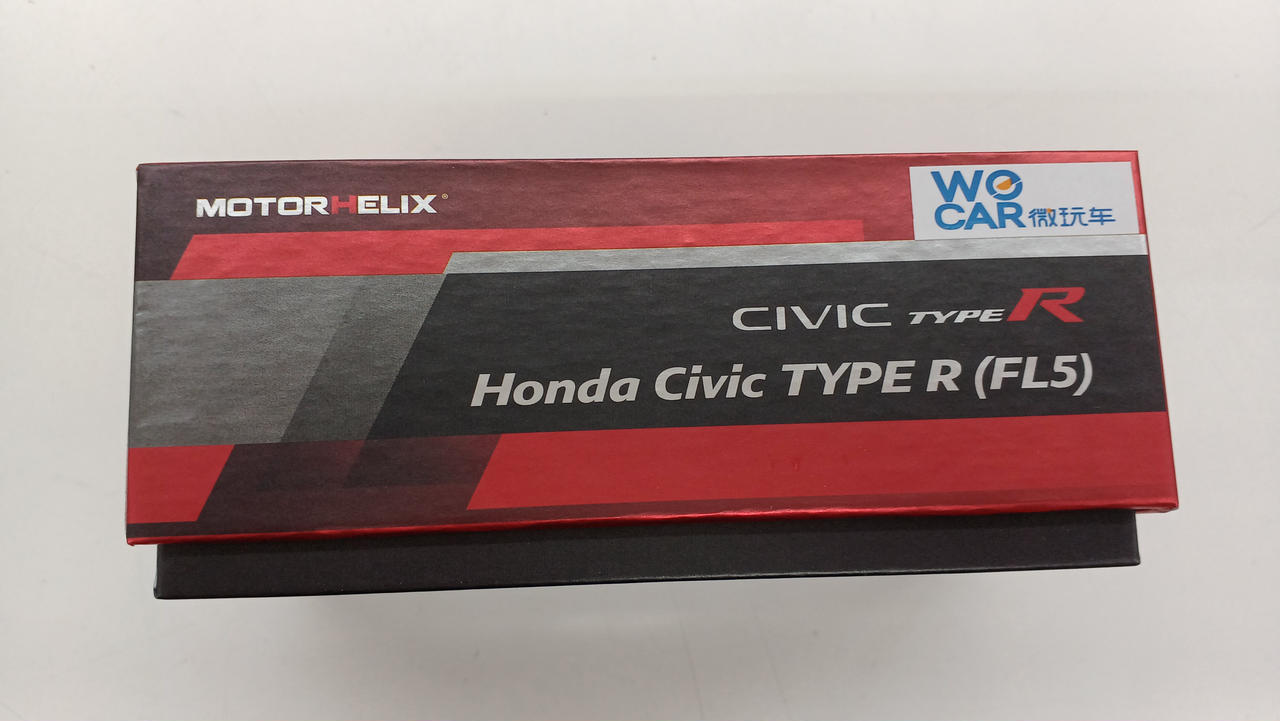 MOTORHELIX®
WO
CAR微玩车
CIVIC TYPE R
Honda Civic TYPE R (FL5)